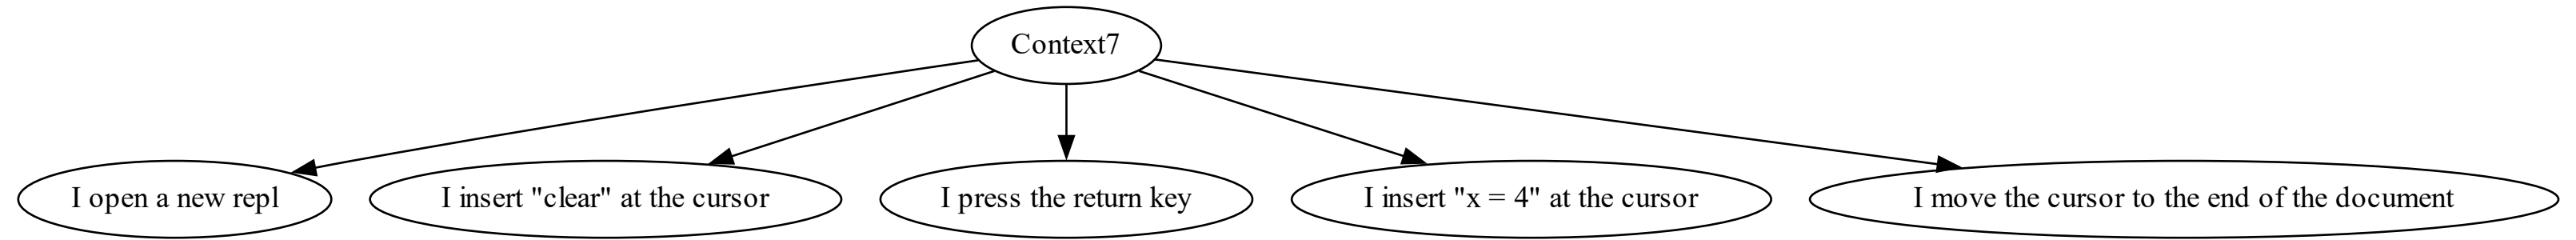 Context7
I open a new repl
I insert "clear" at the cursor
I press the return key
I insert "x = 4" at the cursor
I move the cursor to the end of the document